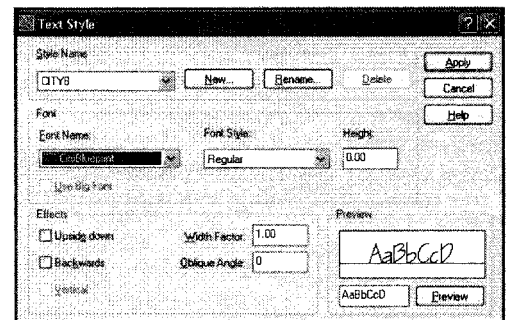 Text Style
Style Name
CITYB
New... Rename... Delete
Apply
Cancel
Help
Font
Font Name: Font Style: Height:
CityBlueprint Regular 0.00
Use Big Font
Effects
Upside down
Backwards
Vertical
Width Factor: 1.00
Oblique Angle: 0
Preview
AaBbCcD
AaBbCcD Preview